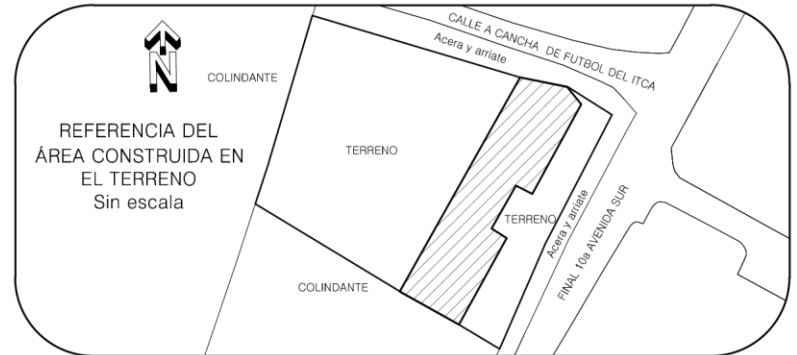 N
REFERENCIA DEL
ÁREA CONSTRUIDA EN
EL TERRENO
Sin escala
COLINDANTE
TERRENO
COLINDANTE
TERRENO
CALLE A CANCHA DE FUTBOL DEL ITCA
Acera y arriate
Acera y arriate
FINAL 10a AVENIDA SUR